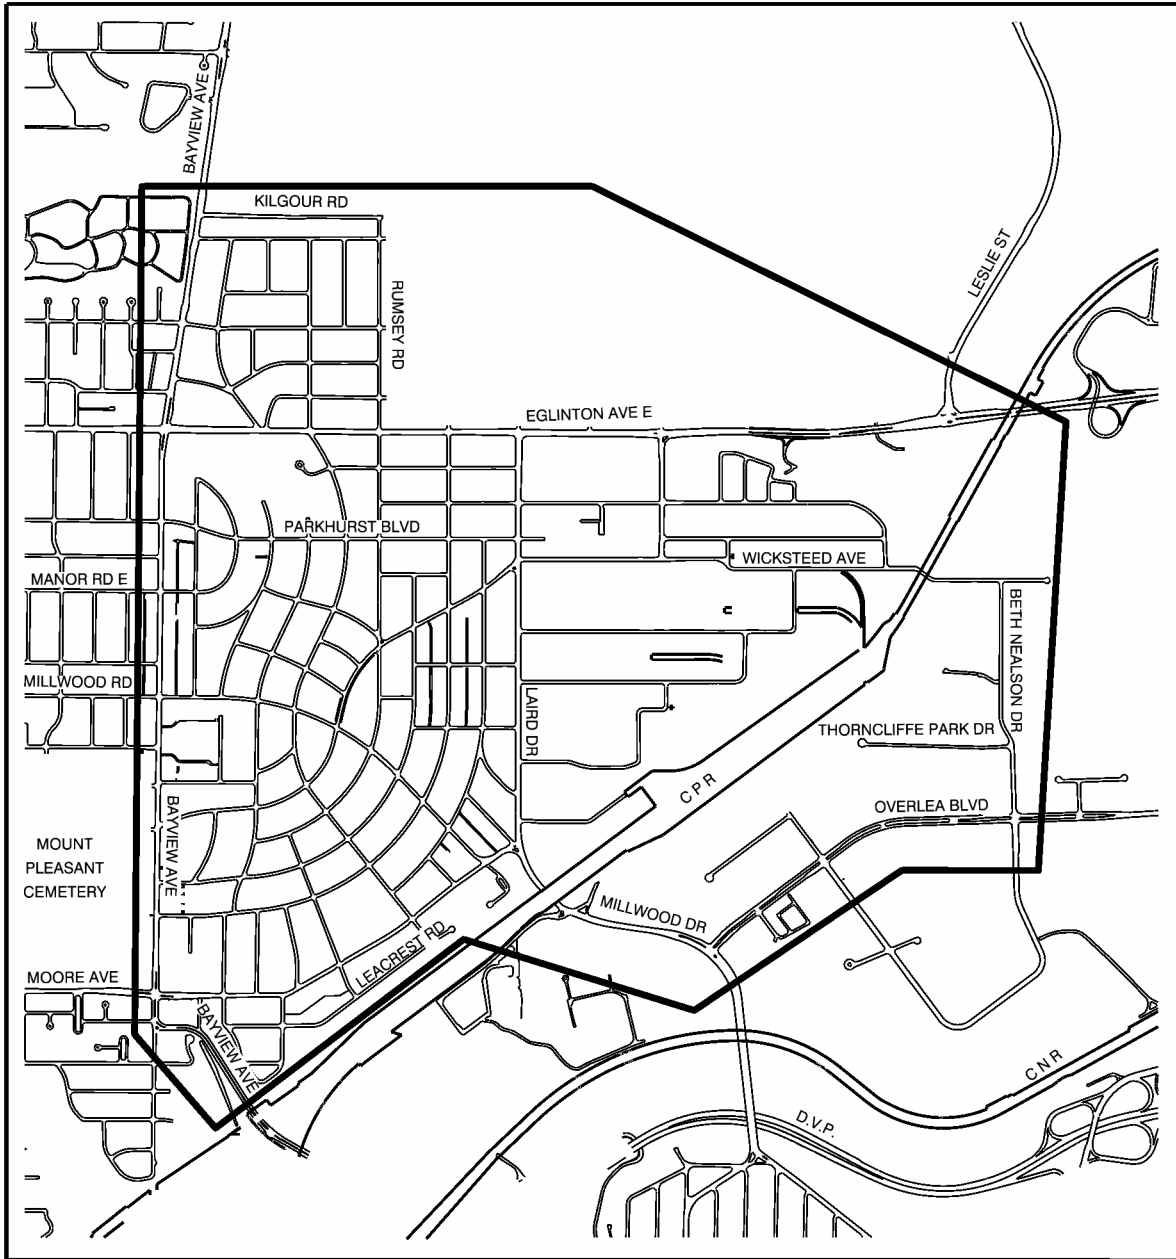 BAYVIEW AVE
KILGOUR RD
LESLIE ST
RUMSEY RD
EGLINTON AVE E
PARKHURST BLVD
WICKSTEED AVE
MANOR RD E
BETH NEALSON DR
MILLWOOD RD
LAIRD DR
THORNCLIFFE PARK DR
C P R
BAYVIEW AVE
OVERLEA BLVD
MOUNT
PLEASANT
CEMETERY
MILLWOOD DR
LEACREST RD
MOORE AVE
BAYVIEW AVE
C N R
D.V.P.